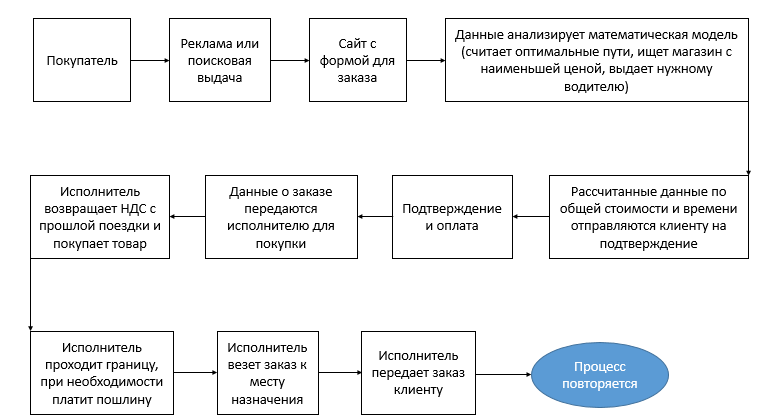 Покупатель
Реклама или
поисковая
выдача
Сайт с
формой для
заказа
Данные анализирует математическая модель
(считает оптимальные пути, ищет магазин с
наименьшей ценой, выдает нужному
водителю)
Исполнитель
возвращает НДС с
прошлой поездки и
покупает товар
Данные о заказе
передаются
исполнителю для
покупки
Подтверждение
и оплата
Рассчитанные данные по
общей стоимости и времени
отправляются клиенту на
подтверждение
Исполнитель
проходит границу,
при необходимости
платит пошлину
Исполнитель
везет заказ к
месту
назначения
Исполнитель
передает заказ
клиенту
Процесс
повторяется